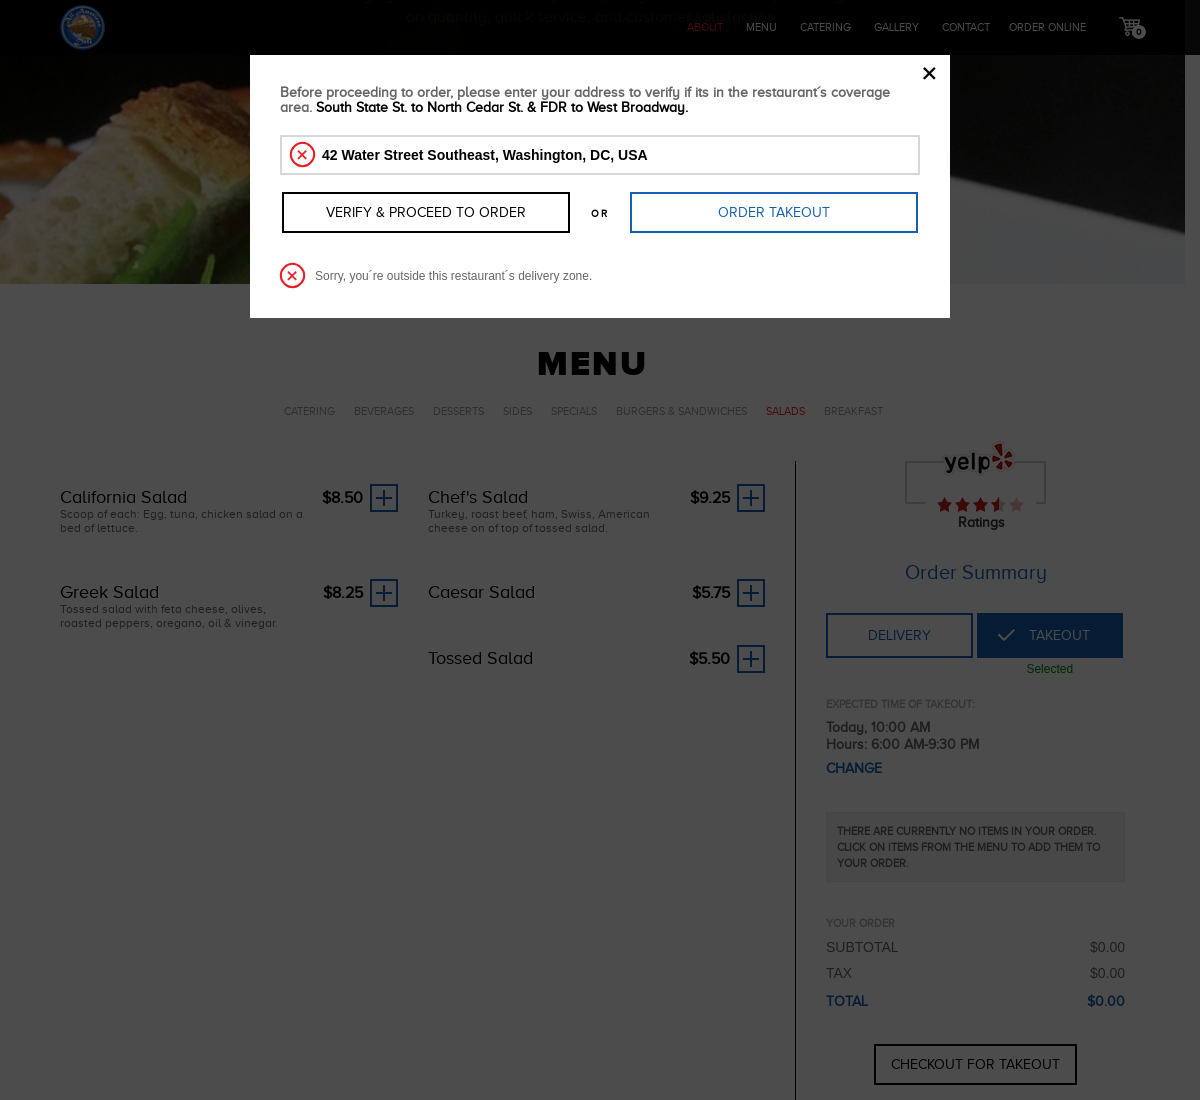 on quantity, quick service, and customer satisfaction.
ABOUT MENU CATERING GALLERY CONTACT ORDER ONLINE
0
Before proceeding to order, please enter your address to verify if its in the restaurant´s coverage
area. South State St. to North Cedar St. & FDR to West Broadway.
42 Water Street Southeast, Washington, DC, USA
VERIFY & PROCEED TO ORDER OR ORDER TAKEOUT
Sorry, you´re outside this restaurant´s delivery zone.
MENU
CATERING BEVERAGES DESSERTS SIDES SPECIALS BURGERS & SANDWICHES SALADS BREAKFAST
California Salad $8.50
Scoop of each: Egg, tuna, chicken salad on a
bed of lettuce.
Chef's Salad $9.25
Turkey, roast beef, ham, Swiss, American
cheese on of top of tossed salad.
Greek Salad $8.25
Tossed salad with feta cheese, olives,
roasted peppers, oregano, oil & vinegar.
Caesar Salad $5.75
Tossed Salad $5.50
yelp
Ratings
Order Summary
DELIVERY TAKEOUT
Selected
EXPECTED TIME OF TAKEOUT:
Today, 10:00 AM
Hours: 6:00 AM-9:30 PM
CHANGE
THERE ARE CURRENTLY NO ITEMS IN YOUR ORDER.
CLICK ON ITEMS FROM THE MENU TO ADD THEM TO
YOUR ORDER.
YOUR ORDER
SUBTOTAL $0.00
TAX $0.00
TOTAL $0.00
CHECKOUT FOR TAKEOUT